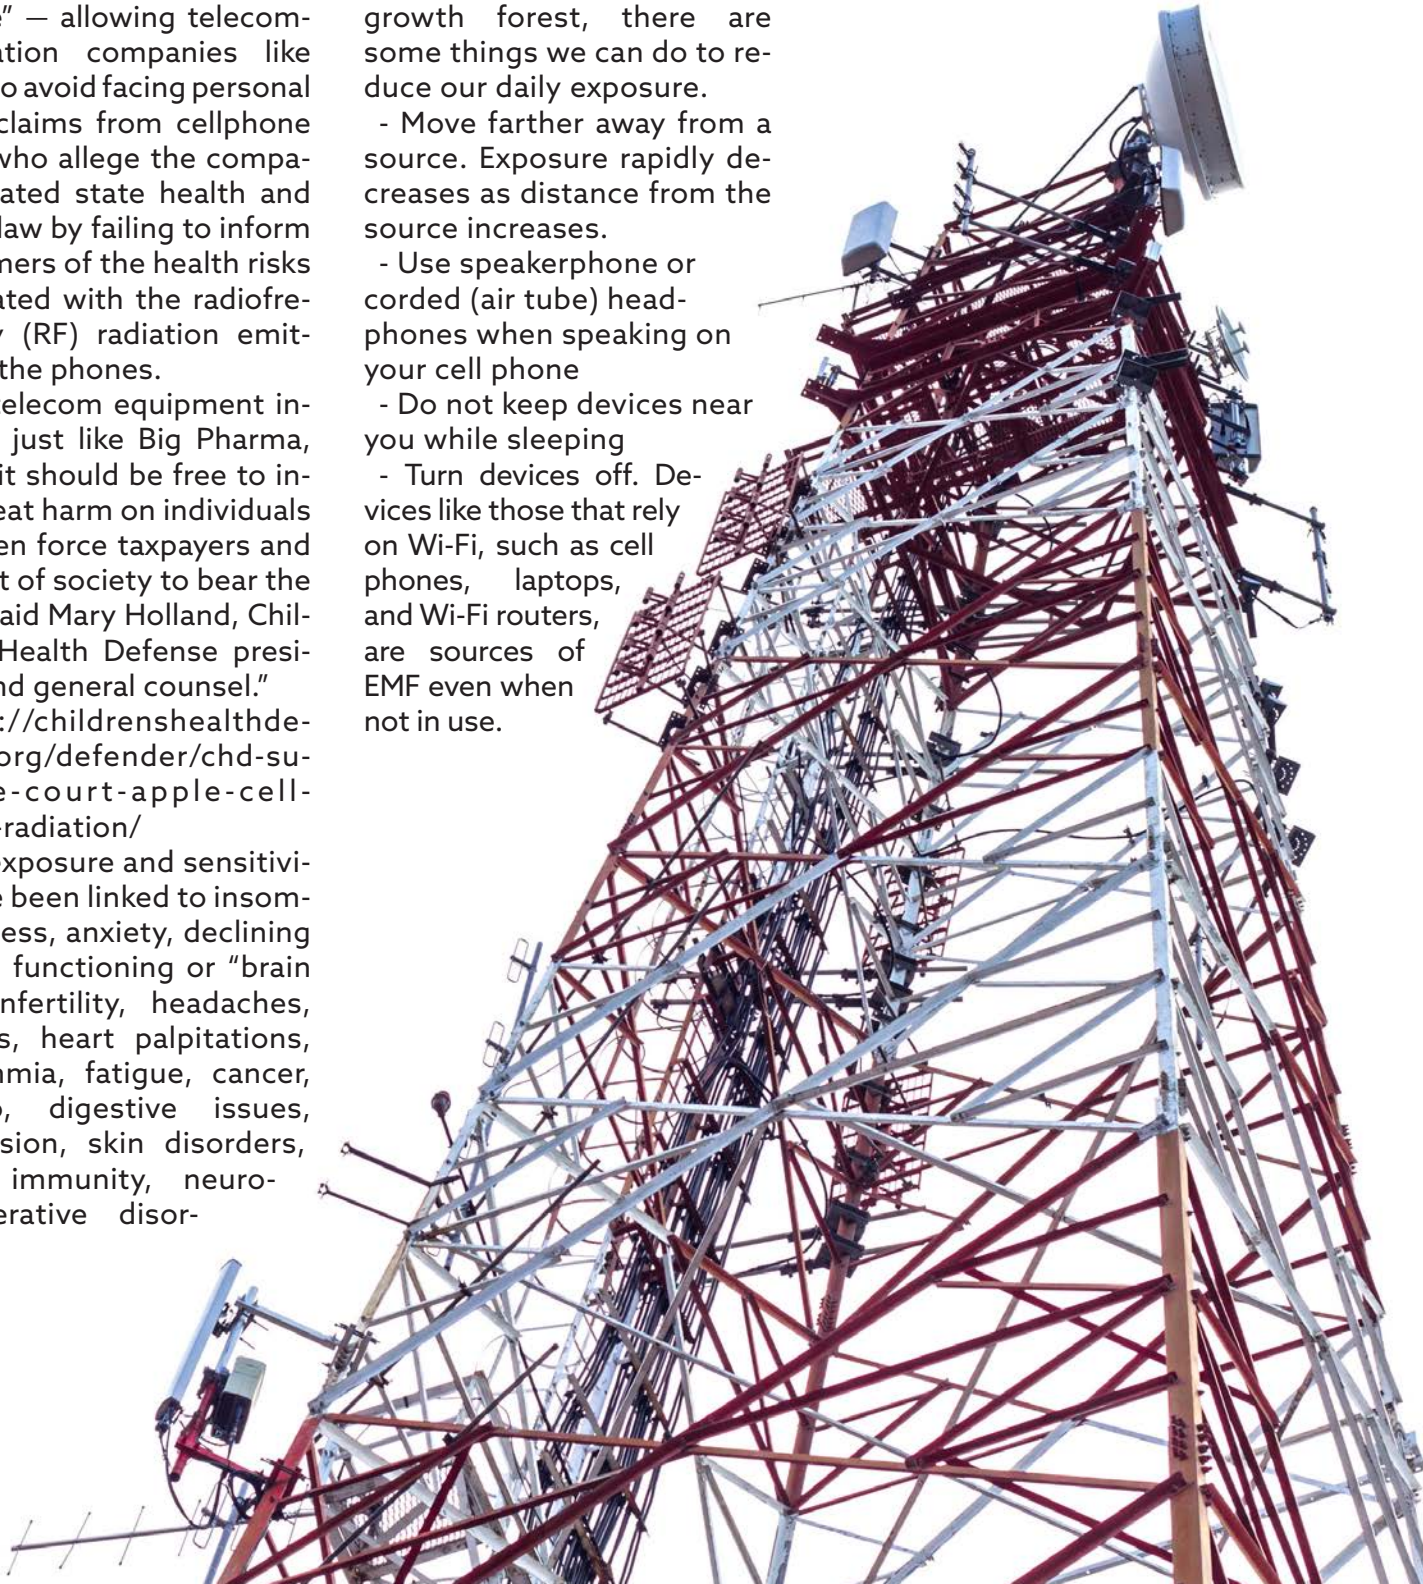 e” — allowing telecom-
ation companies like
o avoid facing personal
claims from cellphone
who allege the compa-
ated state health and
law by failing to inform
mers of the health risks
ated with the radiofre-
y (RF) radiation emit-
the phones.
telecom equipment in-
just like Big Pharma,
it should be free to in-
eat harm on individuals
en force taxpayers and
t of society to bear the
aid Mary Holland, Chil-
Health Defense presi-
nd general counsel.”
://childrenshealthde-
org/defender/chd-su-
e-court-apple-cell-
-radiation/
exposure and sensitivi-
e been linked to insom-
ess, anxiety, declining
functioning or “brain
nfertility, headaches,
s, heart palpitations,
mia, fatigue, cancer,
o, digestive issues,
sion, skin disorders,
immunity, neuro-
erative disor-
growth forest, there are
some things we can do to re-
duce our daily exposure.
- Move farther away from a
source. Exposure rapidly de-
creases as distance from the
source increases.
- Use speakerphone or
corded (air tube) head-
phones when speaking on
your cell phone
- Do not keep devices near
you while sleeping
- Turn devices off. De-
vices like those that rely
on Wi-Fi, such as cell
phones, laptops,
and Wi-Fi routers,
are sources of
EMF even when
not in use.